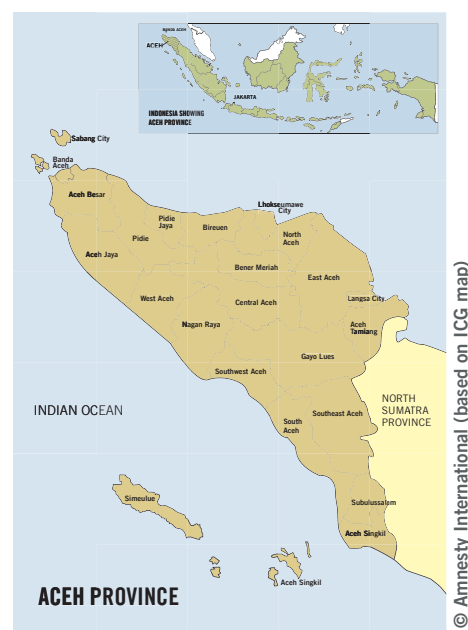 BANDA ACEH
ACEH
JAKARTA
INDONESIA SHOWING
ACEH PROVINCE
Sabang City
Banda
Aceh
Aceh Besar
Pidie
Jaya
Bireuen
Lhokseumawe
City
Pidie
North
Aceh
Aceh Jaya
Bener Meriah
East Aceh
West Aceh
Central Aceh
Langsa City
Nagan Raya
Aceh
Tamiang
Gayo Lues
Southwest Aceh
INDIAN OCEAN
NORTH
SUMATRA
PROVINCE
Southeast Aceh
South
Aceh
Simeulue
Subulussalem
Aceh Singkil
Aceh Singkil
ACEH PROVINCE
© Amnesty International (based on ICG map)